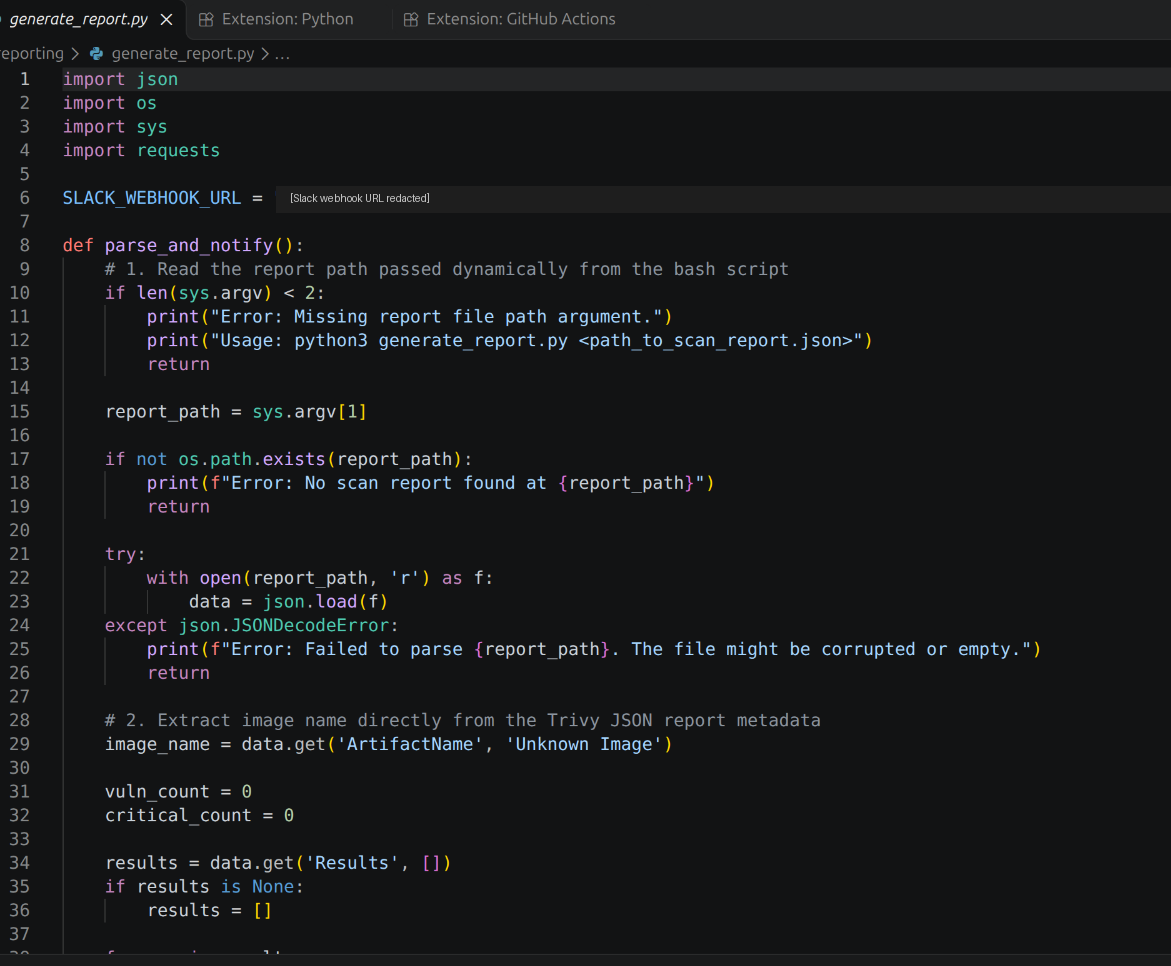 generate_report.py
Extension: Python
Extension: GitHub Actions
eporting > generate_report.py > ...
1 import json
2 import os
3 import sys
4 import requests
5
6 SLACK_WEBHOOK_URL = [Slack webhook URL redacted]
7
8 def parse_and_notify():
9     # 1. Read the report path passed dynamically from the bash script
10     if len(sys.argv) < 2:
11         print("Error: Missing report file path argument.")
12         print("Usage: python3 generate_report.py <path_to_scan_report.json>")
13         return
14
15     report_path = sys.argv[1]
16
17     if not os.path.exists(report_path):
18         print(f"Error: No scan report found at {report_path}")
19         return
20
21     try:
22         with open(report_path, 'r') as f:
23             data = json.load(f)
24     except json.JSONDecodeError:
25         print(f"Error: Failed to parse {report_path}. The file might be corrupted or empty.")
26         return
27
28     # 2. Extract image name directly from the Trivy JSON report metadata
29     image_name = data.get('ArtifactName', 'Unknown Image')
30
31     vuln_count = 0
32     critical_count = 0
33
34     results = data.get('Results', [])
35     if results is None:
36         results = []
37